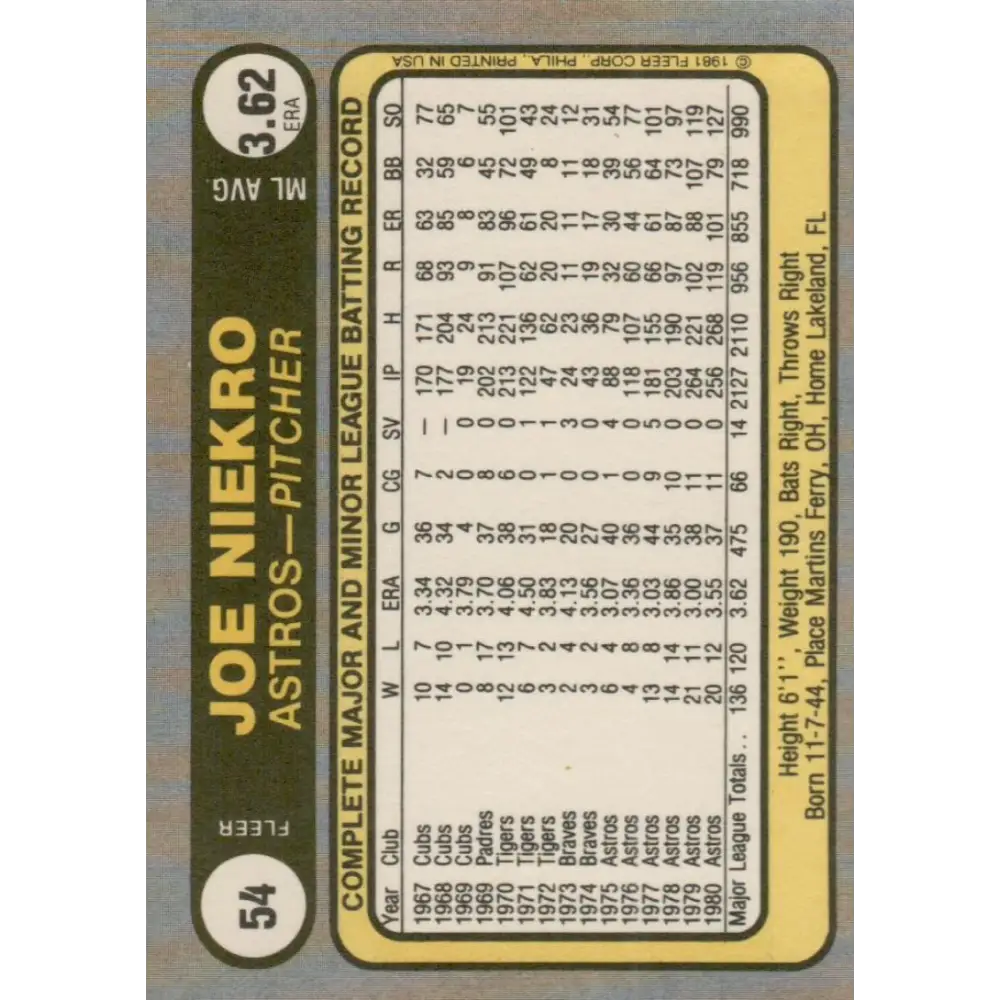 54 FLEER
JOE NIEKRO
ASTROS—PITCHER
ML AVG. 3.62
ERA
COMPLETE MAJOR AND MINOR LEAGUE BATTING RECORD
Year Club W L ERA G CG SV IP H R ER BB SO
1967 Cubs 10 7 3.34 36 7 — 170 171 68 63 32 77
1968 Cubs 14 10 4.32 34 2 — 177 204 93 85 59 65
1969 Cubs 0 1 3.79 4 0 0 19 24 9 8 6 7
1969 Padres 8 17 3.70 37 8 0 202 213 91 83 45 55
1970 Tigers 12 13 4.06 38 6 0 213 221 107 96 72 101
1971 Tigers 6 7 4.50 31 0 1 122 136 62 61 49 43
1972 Tigers 3 2 3.83 18 1 1 47 62 20 20 8 24
1973 Braves 2 4 4.13 20 0 3 24 23 11 11 11 12
1974 Braves 3 2 3.56 27 0 0 43 36 19 17 18 31
1975 Astros 6 4 3.07 40 1 4 88 79 32 30 39 54
1976 Astros 4 8 3.36 36 0 0 118 107 60 44 56 77
1977 Astros 13 8 3.03 44 9 5 181 155 66 61 64 101
1978 Astros 14 14 3.86 35 10 0 203 190 97 87 73 97
1979 Astros 21 11 3.00 38 11 0 264 221 102 88 107 119
1980 Astros 20 12 3.55 37 11 0 256 268 119 101 79 127
Major League Totals.. 136 120 3.62 475 66 14 2127 2110 956 855 718 990
Height 6'1'', Weight 190, Bats Right, Throws Right
Born 11-7-44, Place Martins Ferry, OH, Home Lakeland, FL
© 1981 FLEER CORP., PHILA., PRINTED IN USA